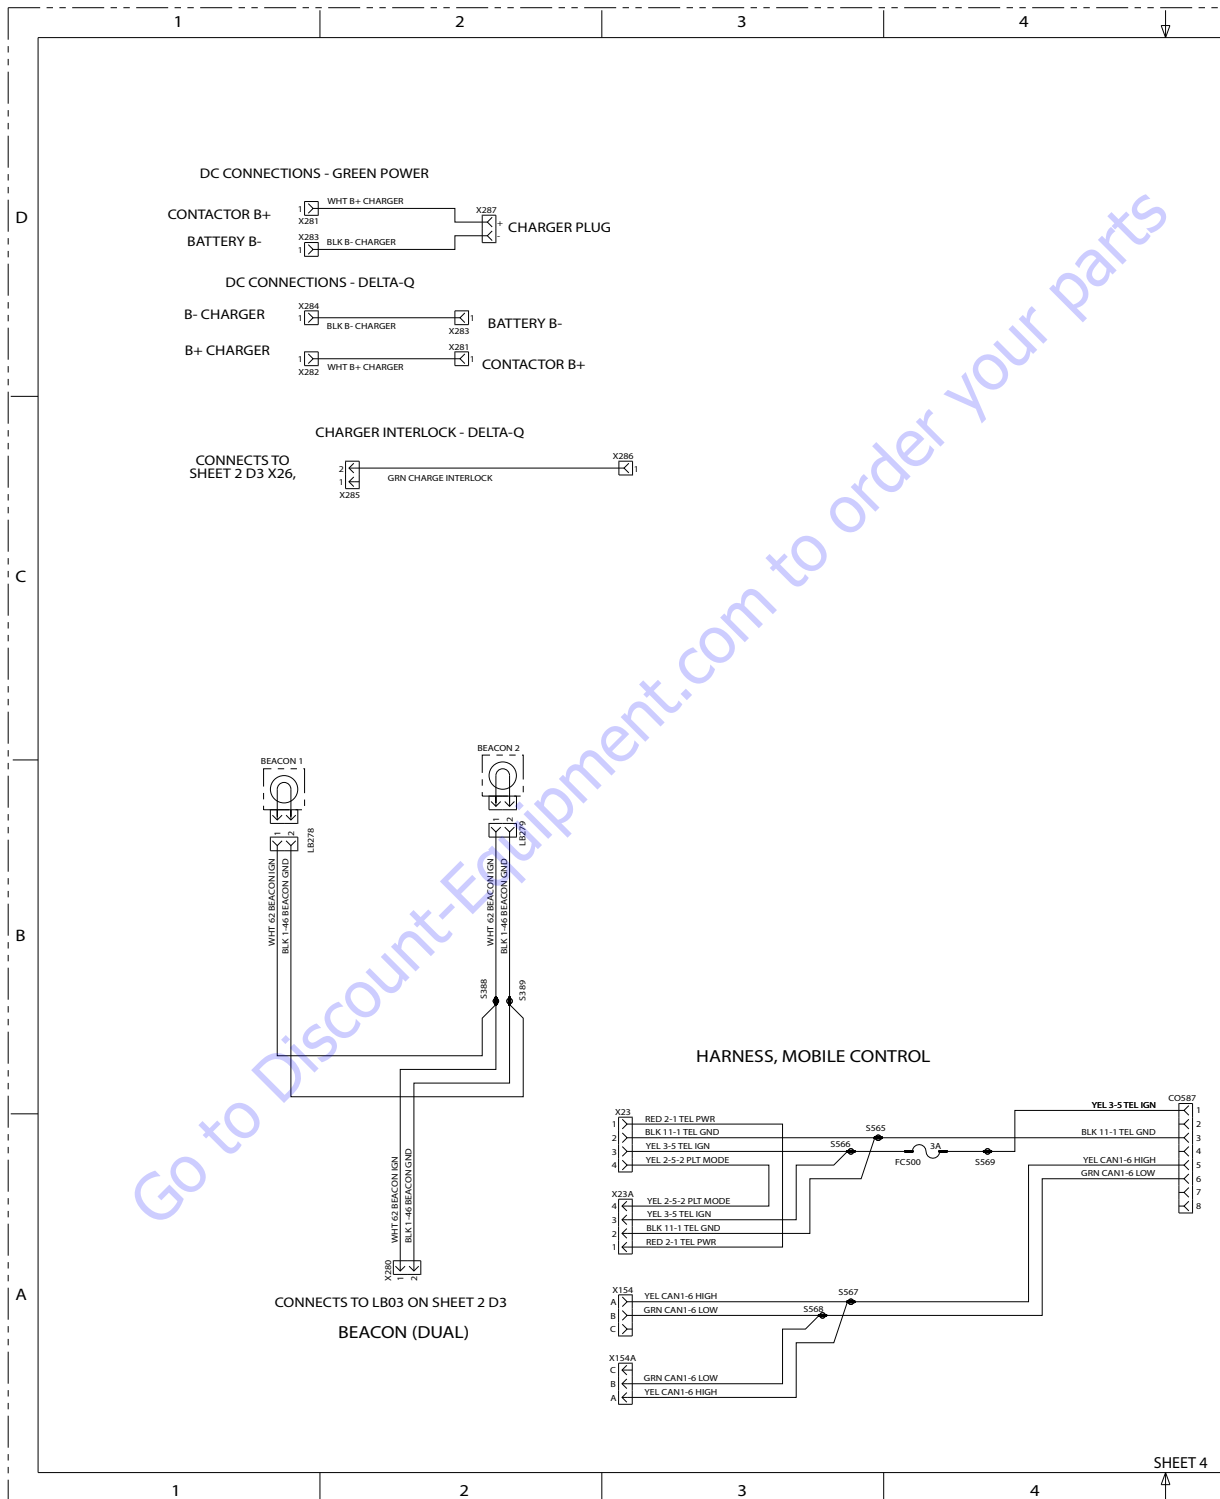 1 2 3 4
D
DC CONNECTIONS - GREEN POWER
CONTACTOR B+
1
X281
WHT B+ CHARGER
X287
+
-
CHARGER PLUG
BATTERY B-
X283
1
BLK B- CHARGER
DC CONNECTIONS - DELTA-Q
B- CHARGER
X284
1
BLK B- CHARGER
1
X283
BATTERY B-
B+ CHARGER
1
X282
WHT B+ CHARGER
X281
1
CONTACTOR B+
CHARGER INTERLOCK - DELTA-Q
CONNECTS TO
SHEET 2 D3 X26,
2
1
X285
GRN CHARGE INTERLOCK
X286
1
C
Go to Discount-Equipment.com to order your parts
BEACON 1
1
2
LB278
WHT 62 BEACON IGN
BLK 1-46 BEACON GND
BEACON 2
1
2
LB279
WHT 62 BEACON IGN
BLK 1-46 BEACON GND
B
S388
S389
WHT 62 BEACON IGN
BLK 1-46 BEACON GND
X280
1
2
CONNECTS TO LB03 ON SHEET 2 D3
BEACON (DUAL)
HARNESS, MOBILE CONTROL
X23
1 RED 2-1 TEL PWR
2 BLK 11-1 TEL GND
3 YEL 3-5 TEL IGN
4 YEL 2-5-2 PLT MODE
S565
S566
FC500
3A
S569
YEL 3-5 TEL IGN
BLK 11-1 TEL GND
YEL CAN1-6 HIGH
GRN CAN1-6 LOW
CO587
1
2
3
4
5
6
7
8
X23A
4 YEL 2-5-2 PLT MODE
3 YEL 3-5 TEL IGN
2 BLK 11-1 TEL GND
1 RED 2-1 TEL PWR
A
X154
A YEL CAN1-6 HIGH
B GRN CAN1-6 LOW
C
S567
S568
X154A
C
B GRN CAN1-6 LOW
A YEL CAN1-6 HIGH
SHEET 4
1 2 3 4